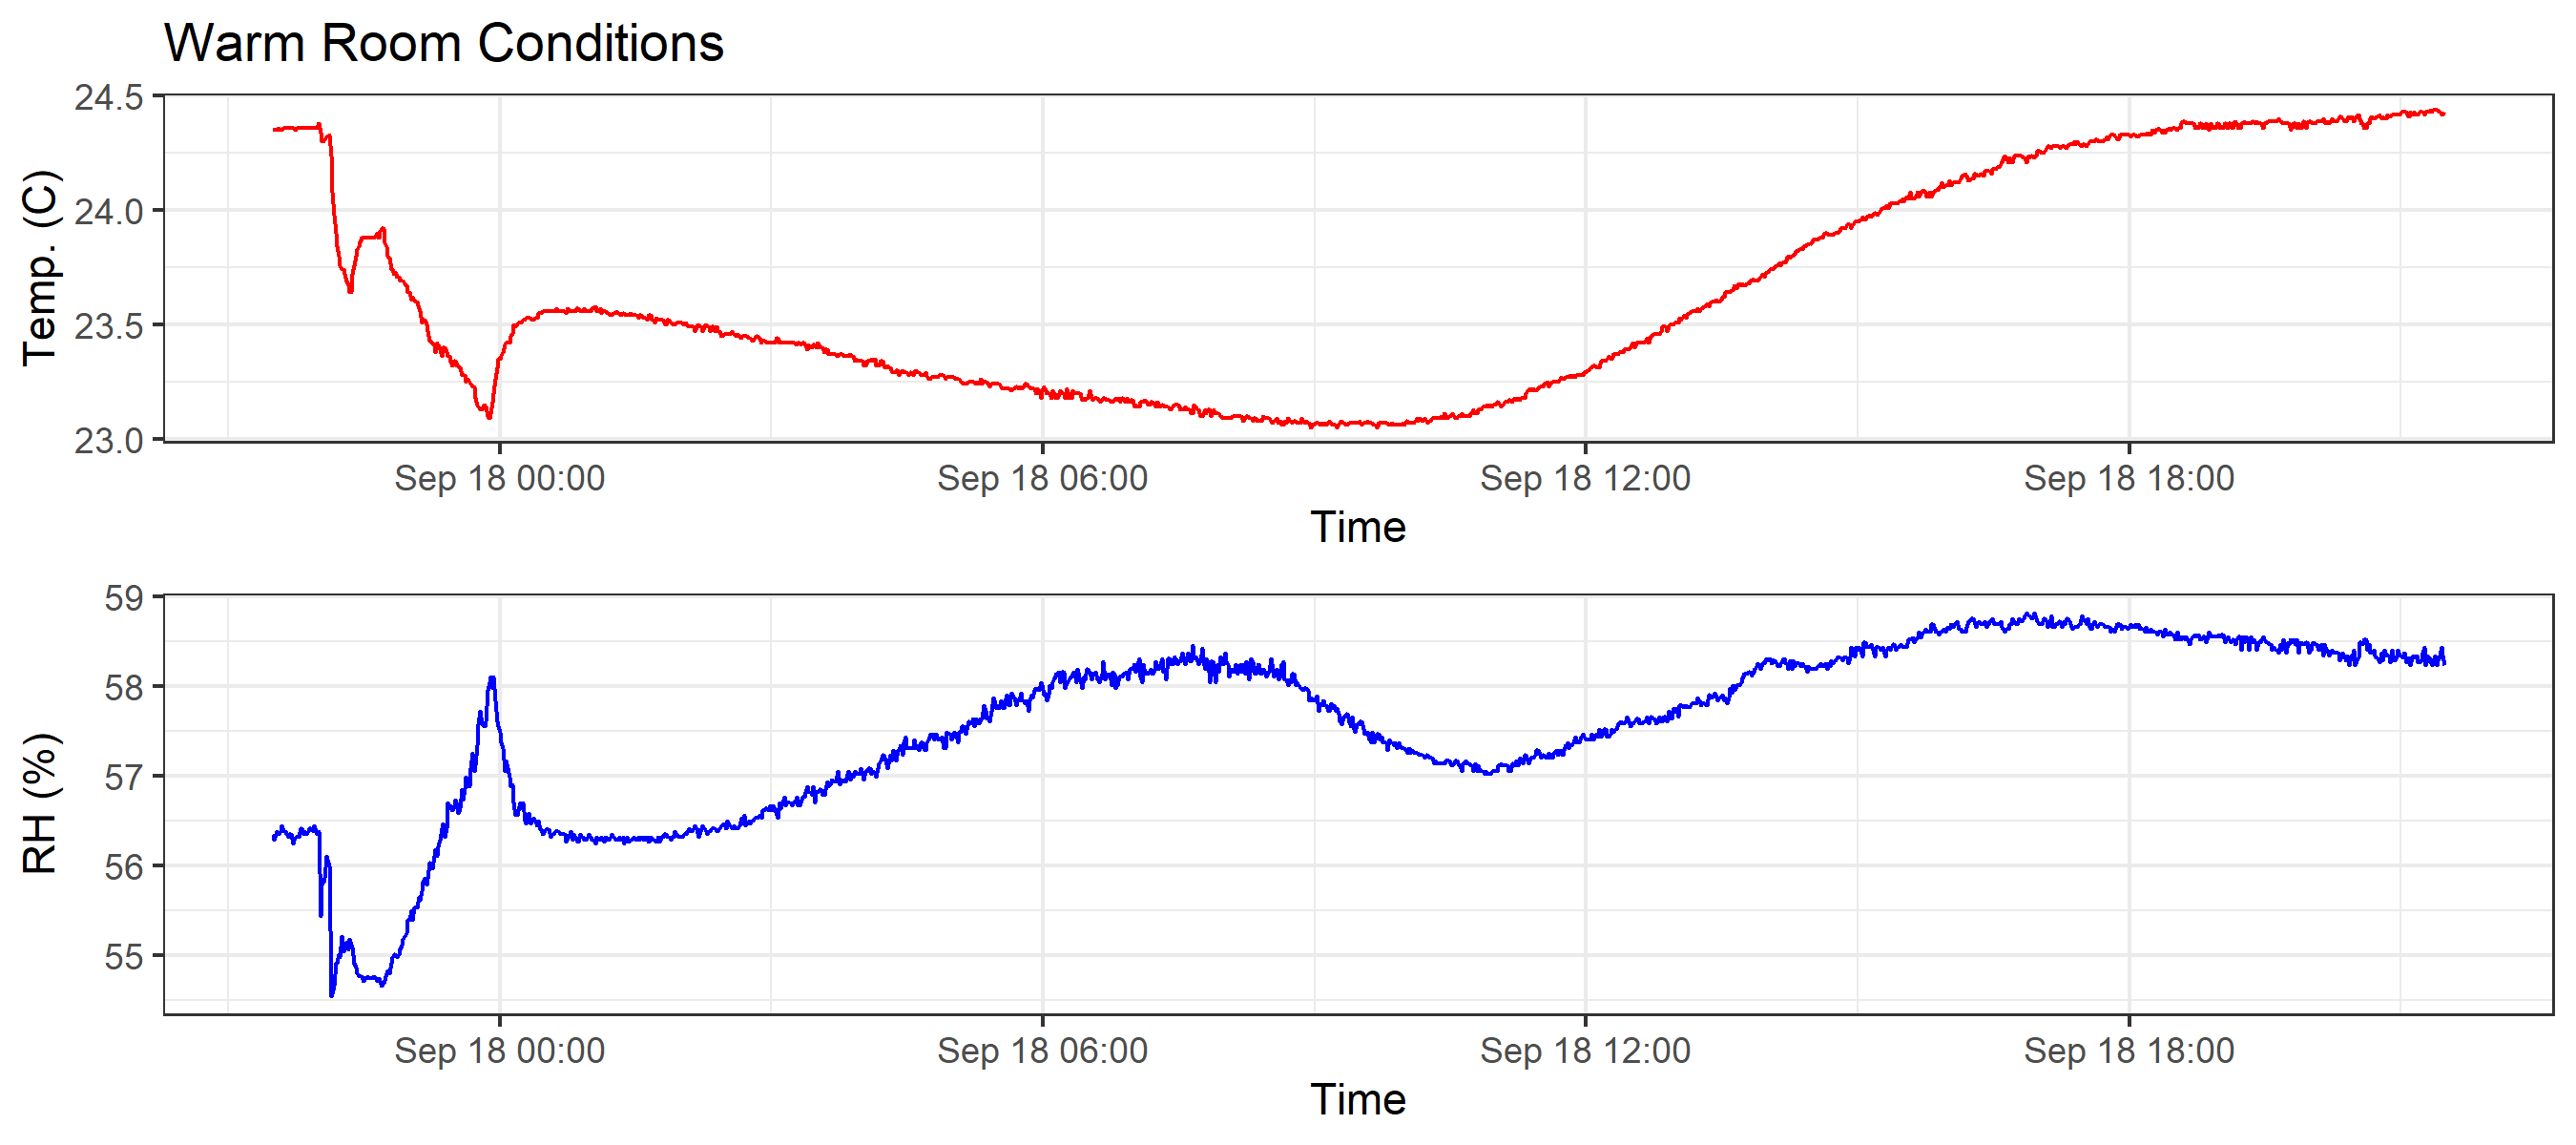 Warm Room Conditions
24.5
24.0
23.5
23.0
Temp. (C)
Sep 18 00:00 Sep 18 06:00 Sep 18 12:00 Sep 18 18:00
Time
59
58
57
56
55
RH (%)
Sep 18 00:00 Sep 18 06:00 Sep 18 12:00 Sep 18 18:00
Time